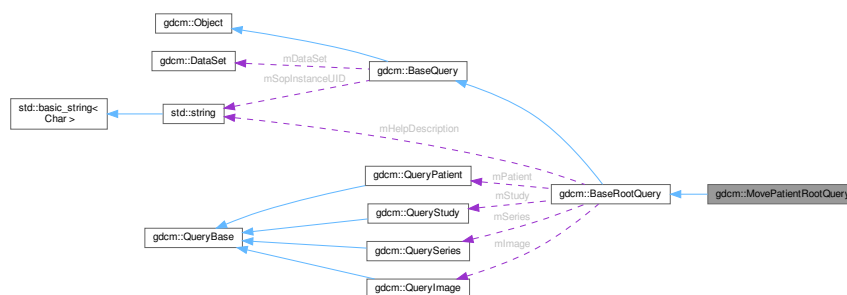 gdcm::Object
gdcm::DataSet
mDataSet
gdcm::BaseQuery
mSopInstanceUID
std::basic_string<
Char >
std::string
mHelpDescription
gdcm::QueryPatient
mPatient
gdcm::BaseRootQuery
gdcm::MovePatientRootQuery
mStudy
gdcm::QueryStudy
mSeries
gdcm::QueryBase
gdcm::QuerySeries
mImage
gdcm::QueryImage